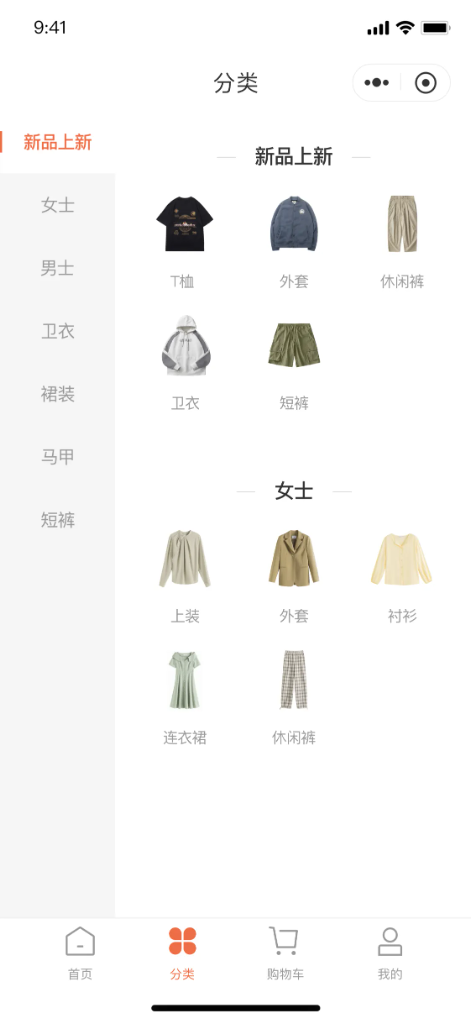 9:41
分类
新品上新
女士
男士
卫衣
裙装
马甲
短裤
新品上新
T桖
外套
休闲裤
卫衣
短裤
女士
上装
外套
衬衫
连衣裙
休闲裤
首页
分类
购物车
我的